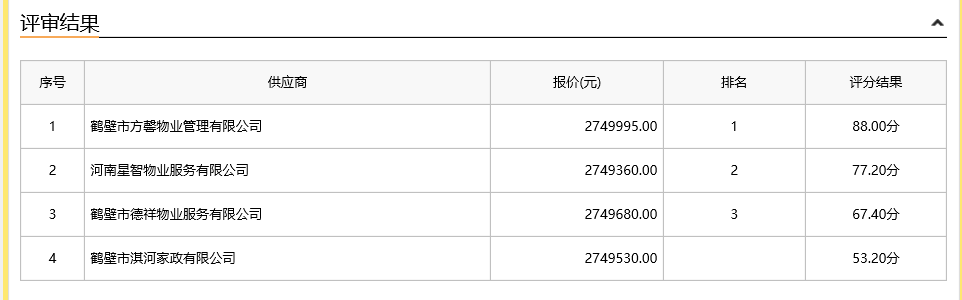 评审结果
序号 供应商 报价(元) 排名 评分结果
1 鹤壁市方馨物业管理有限公司 2749995.00 1 88.00分
2 河南星智物业服务有限公司 2749360.00 2 77.20分
3 鹤壁市德祥物业服务有限公司 2749680.00 3 67.40分
4 鹤壁市淇河家政有限公司 2749530.00 53.20分